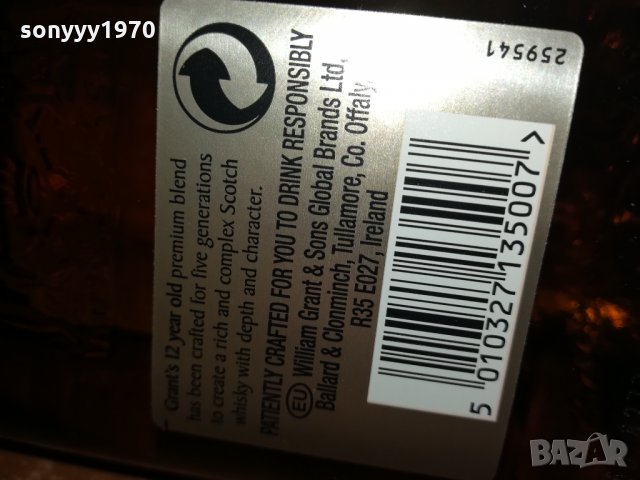 sonyyy1970
Grant's 12 year old premium blend
has been crafted for five generations
to create a rich and complex Scotch
whisky with depth and character.
PATIENTLY CRAFTED FOR YOU TO DRINK RESPONSIBLY
EU William Grant & Sons Global Brands Ltd,
Ballard & Clonminch, Tullamore, Co. Offaly,
R35 E027, Ireland
5 010327 135007 >
259541
BAZAR